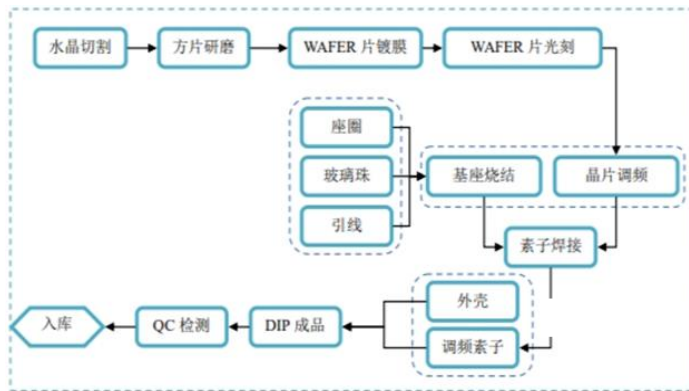 水晶切割
方片研磨
WAFER 片镀膜
WAFER 片光刻
座圈
玻璃珠
引线
基座烧结
晶片调频
素子焊接
外壳
调频素子
DIP 成品
QC 检测
入库